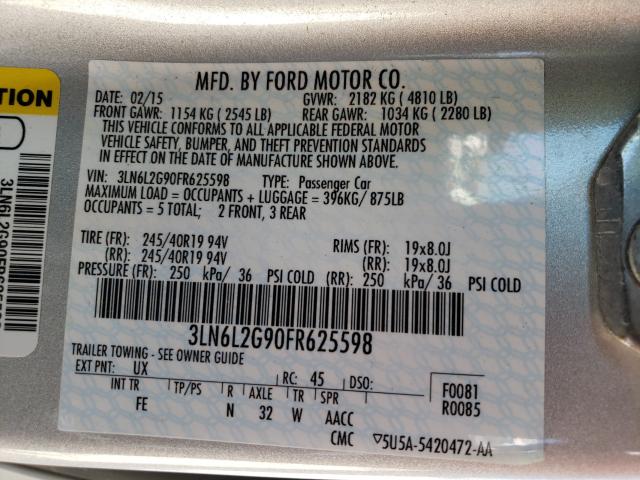 MFD. BY FORD MOTOR CO.
DATE: 02/15 GVWR: 2182 KG ( 4810 LB)
FRONT GAWR: 1154 KG ( 2545 LB) REAR GAWR: 1034 KG ( 2280 LB)
THIS VEHICLE CONFORMS TO ALL APPLICABLE FEDERAL MOTOR
VEHICLE SAFETY, BUMPER, AND THEFT PREVENTION STANDARDS
IN EFFECT ON THE DATE OF MANUFACTURE SHOWN ABOVE.
VIN: 3LN6L2G90FR625598 TYPE: Passenger Car
MAXIMUM LOAD = OCCUPANTS + LUGGAGE = 396KG/ 875LB
OCCUPANTS = 5 TOTAL; 2 FRONT, 3 REAR
TIRE (FR): 245/40R19 94V RIMS (FR): 19x8.0J
(RR): 245/40R19 94V (RR): 19x8.0J
PRESSURE (FR): 250 kPa/ 36 PSI COLD (RR): 250 kPa/ 36 PSI COLD
3LN6L2G90FR625598
TRAILER TOWING - SEE OWNER GUIDE
EXT PNT: UX RC: 45 DSO:
INT TR TP/PS R AXLE TR SPR
FE N 32 W AACC
CMC
F0081
R0085
▽5U5A-5420472-AA
TION